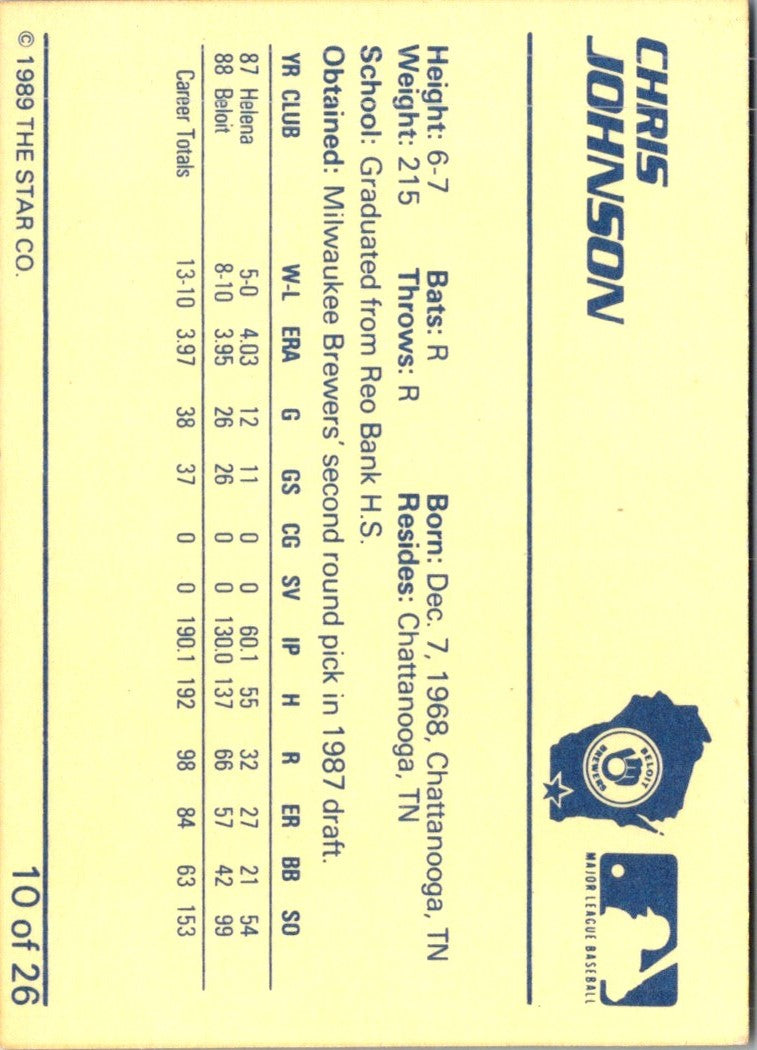 CHRIS
JOHNSON
BELOIT
BREWERS
MAJOR LEAGUE BASEBALL
Height: 6-7 Bats: R Born: Dec. 7, 1968, Chattanooga, TN
Weight: 215 Throws: R Resides: Chattanooga, TN
School: Graduated from Reo Bank H.S.
Obtained: Milwaukee Brewers' second round pick in 1987 draft.
YR CLUB W-L ERA G GS CG SV IP H R ER BB SO
87 Helena 5-0 4.03 12 11 0 0 60.1 55 32 27 21 54
88 Beloit 8-10 3.95 26 26 0 0 130.0 137 66 57 42 99
Career Totals 13-10 3.97 38 37 0 0 190.1 192 98 84 63 153
© 1989 THE STAR CO. 10 of 26